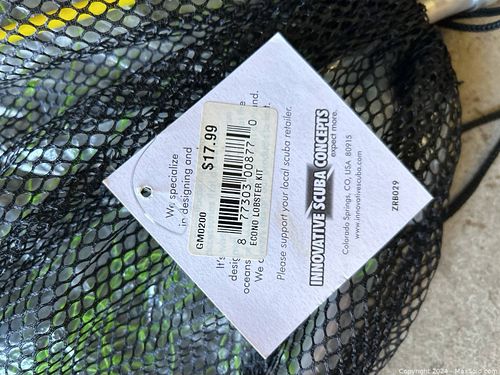 We specialize
in designing and
It's
desig
oceans
We c
Please support your local scuba retailer.
INNOVATIVE SCUBA CONCEPTS
expect more.
Colorado Springs, CO, USA 80915
www.innovativescuba.com
ZRB029
GM0200
$17.99
8 77303 00877 0
ECONO LOBSTER KIT
Copyright 2024 - MaxSold.com